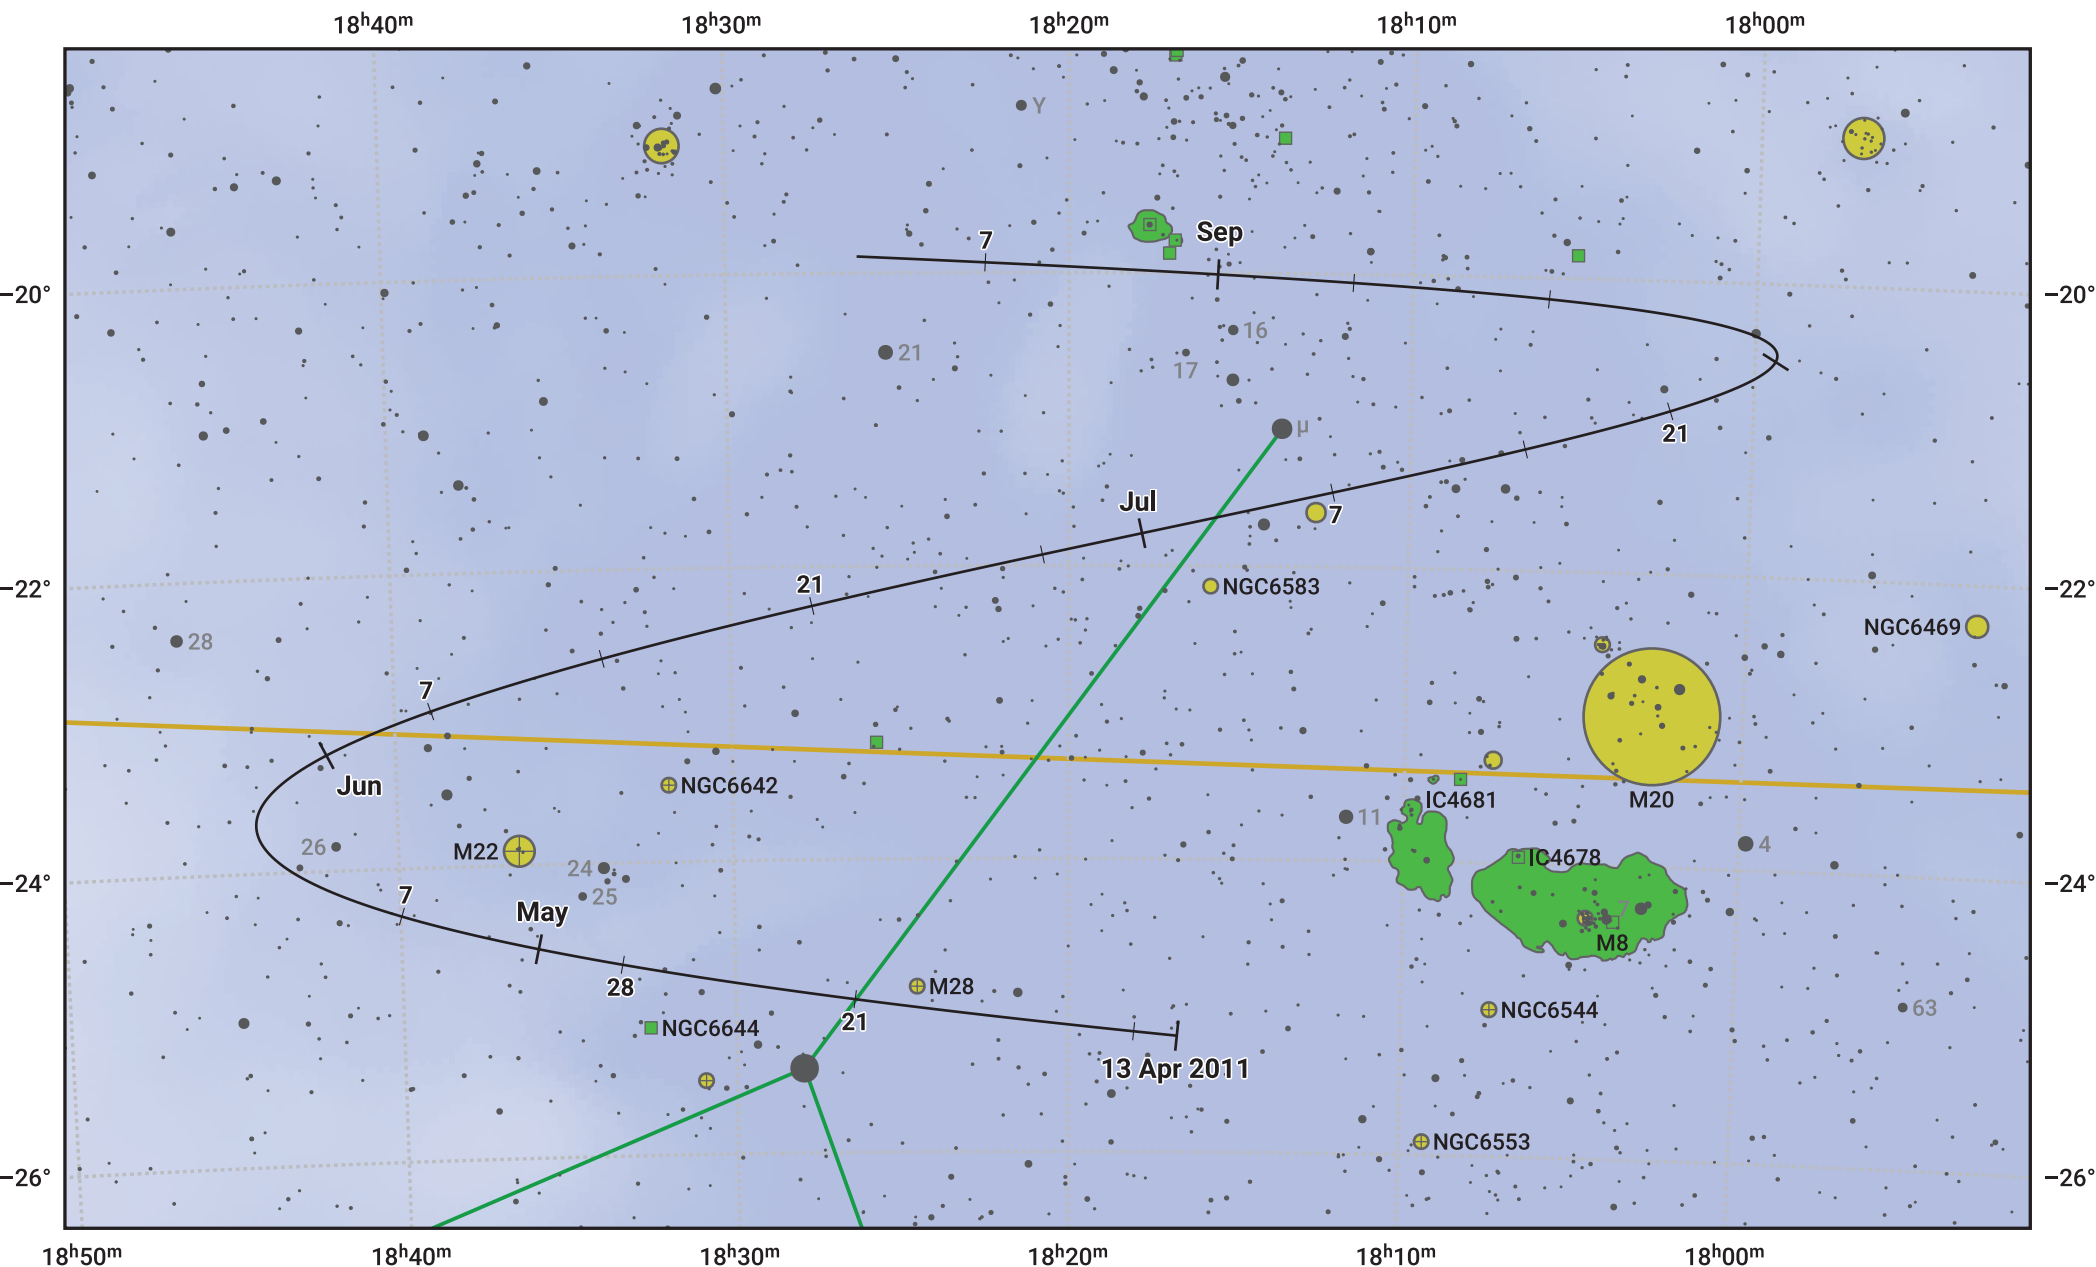 18ʰ40ᵐ 18ʰ30ᵐ 18ʰ20ᵐ 18ʰ10ᵐ 18ʰ00ᵐ
Y
7 Sep
−20° −20°
16
21
17
µ
21
Jul
7
21
−22° NGC6583 −22°
NGC6469
28
7
Jun
NGC6642
IC4681 M20
11
4
26 M22
IC4678
24
−24° −24°
25
7
7
May
M8
28
M28
NGC6644
21
NGC6544
63
13 Apr 2011
NGC6553
−26° −26°
18ʰ50ᵐ 18ʰ40ᵐ 18ʰ30ᵐ 18ʰ20ᵐ 18ʰ10ᵐ 18ʰ00ᵐ